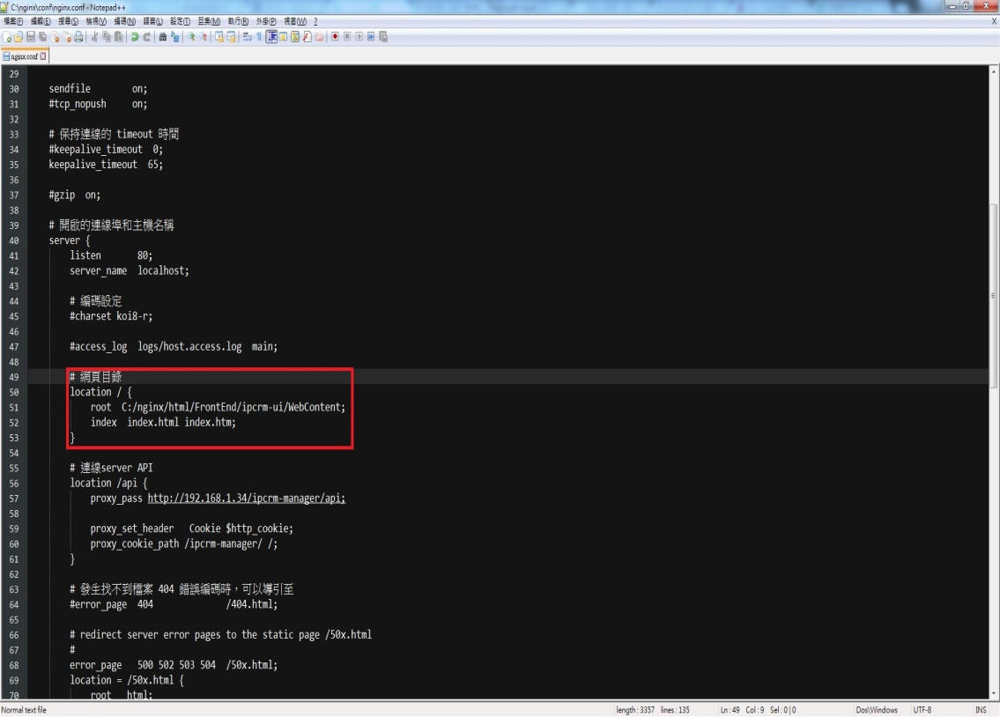 C:\nginx\conf\nginx.conf - Notepad++
檔案(F) 編輯(E) 搜尋(S) 檢視(V) 編碼(N) 語言(L) 設定(T) 巨集(M) 執行(R) 外掛(P) 視窗(W) ? X
nginx.conf
29
30 sendfile on;
31 #tcp_nopush on;
32
33 # 保持連線的 timeout 時間
34 #keepalive_timeout 0;
35 keepalive_timeout 65;
36
37 #gzip on;
38
39 # 開啟的連線埠和主機名稱
40 server {
41 listen 80;
42 server_name localhost;
43
44 # 編碼設定
45 #charset koi8-r;
46
47 #access_log logs/host.access.log main;
48
49 # 網頁目錄
50 location / {
51 root C:/nginx/html/FrontEnd/ipcrm-ui/WebContent;
52 index index.html index.htm;
53 }
54
55 # 連線server API
56 location /api {
57 proxy_pass http://192.168.1.34/ipcrm-manager/api;
58
59 proxy_set_header Cookie $http_cookie;
60 proxy_cookie_path /ipcrm-manager/ /;
61 }
62
63 # 發生找不到檔案 404 錯誤編碼時，可以導引至
64 #error_page 404 /404.html;
65
66 # redirect server error pages to the static page /50x.html
67 #
68 error_page 500 502 503 504 /50x.html;
69 location = /50x.html {
70 root html;
Normal text file length : 3357 lines : 135 Ln : 49 Col : 9 Sel : 0 | 0 Dos\Windows UTF-8 INS